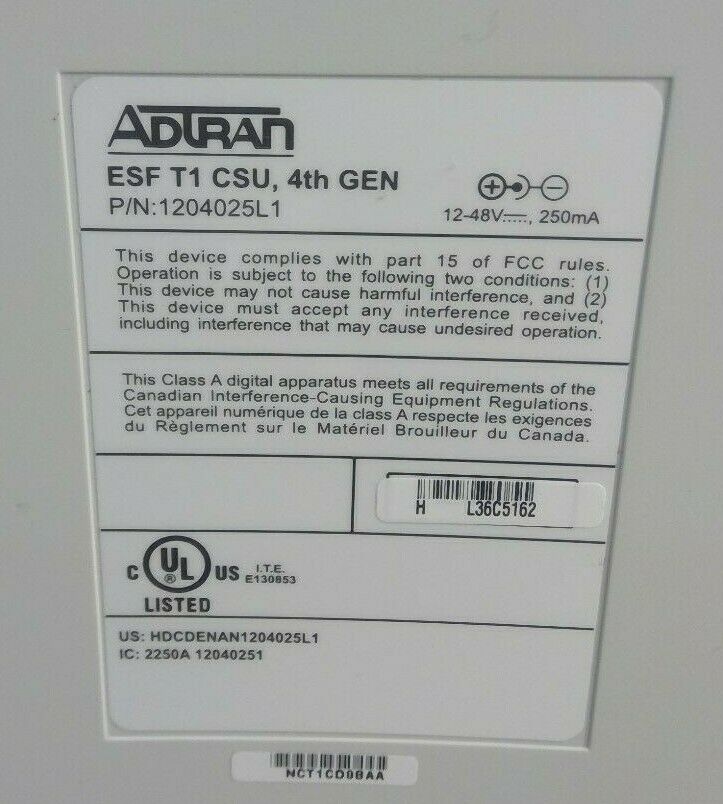 ADTRAN
ESF T1 CSU, 4th GEN
P/N:1204025L1
12-48V⎓, 250mA
This device complies with part 15 of FCC rules.
Operation is subject to the following two conditions: (1)
This device may not cause harmful interference, and (2)
This device must accept any interference received,
including interference that may cause undesired operation.
This Class A digital apparatus meets all requirements of the
Canadian Interference-Causing Equipment Regulations.
Cet appareil numérique de la class A respecte les exigences
du Règlement sur le Matériel Brouilleur du Canada.
H L36C5162
C UL ® US I.T.E.
E130853
LISTED
US: HDCDENAN1204025L1
IC: 2250A 12040251
NCT1CD9BAA